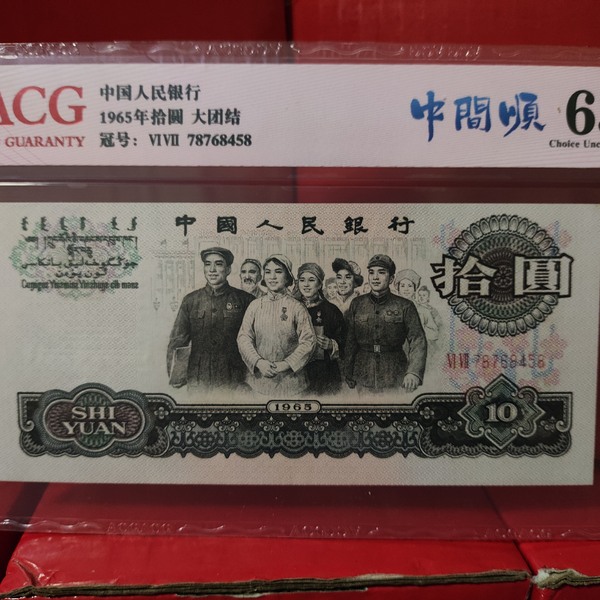 ACG
GUARANTY
中国人民银行
1965年拾圆 大团结
冠号: VI VII 78768458
中間順
Choice Unc
中國人民銀行
拾圓
VI VII 78768458
1965
SHI
YUAN
10